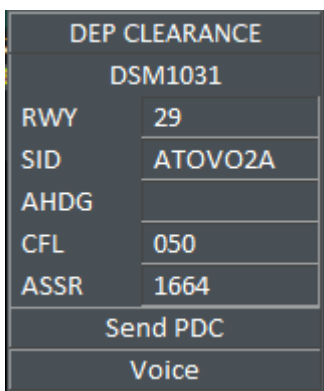 DEP CLEARANCE
DSM1031
RWY 29
SID ATOVO2A
AHDG
CFL 050
ASSR 1664
Send PDC
Voice